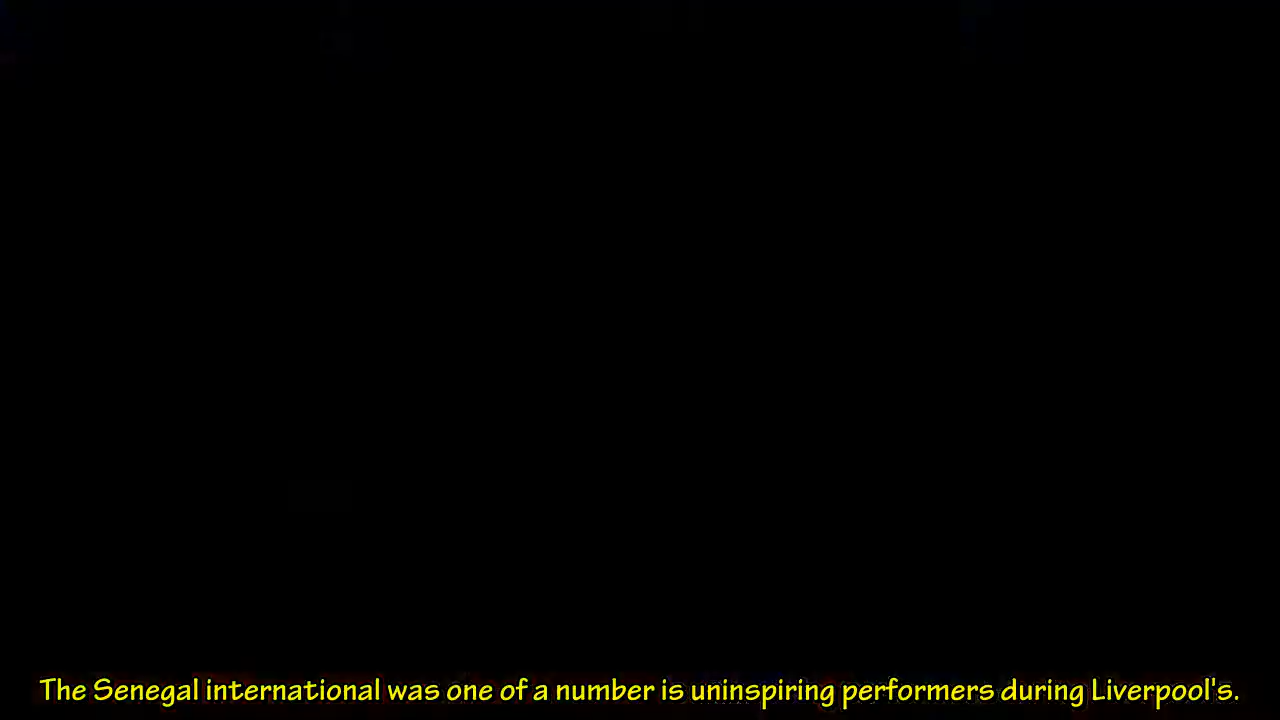 The Senegal international was one of a number is uninspiring performers during Liverpool's.